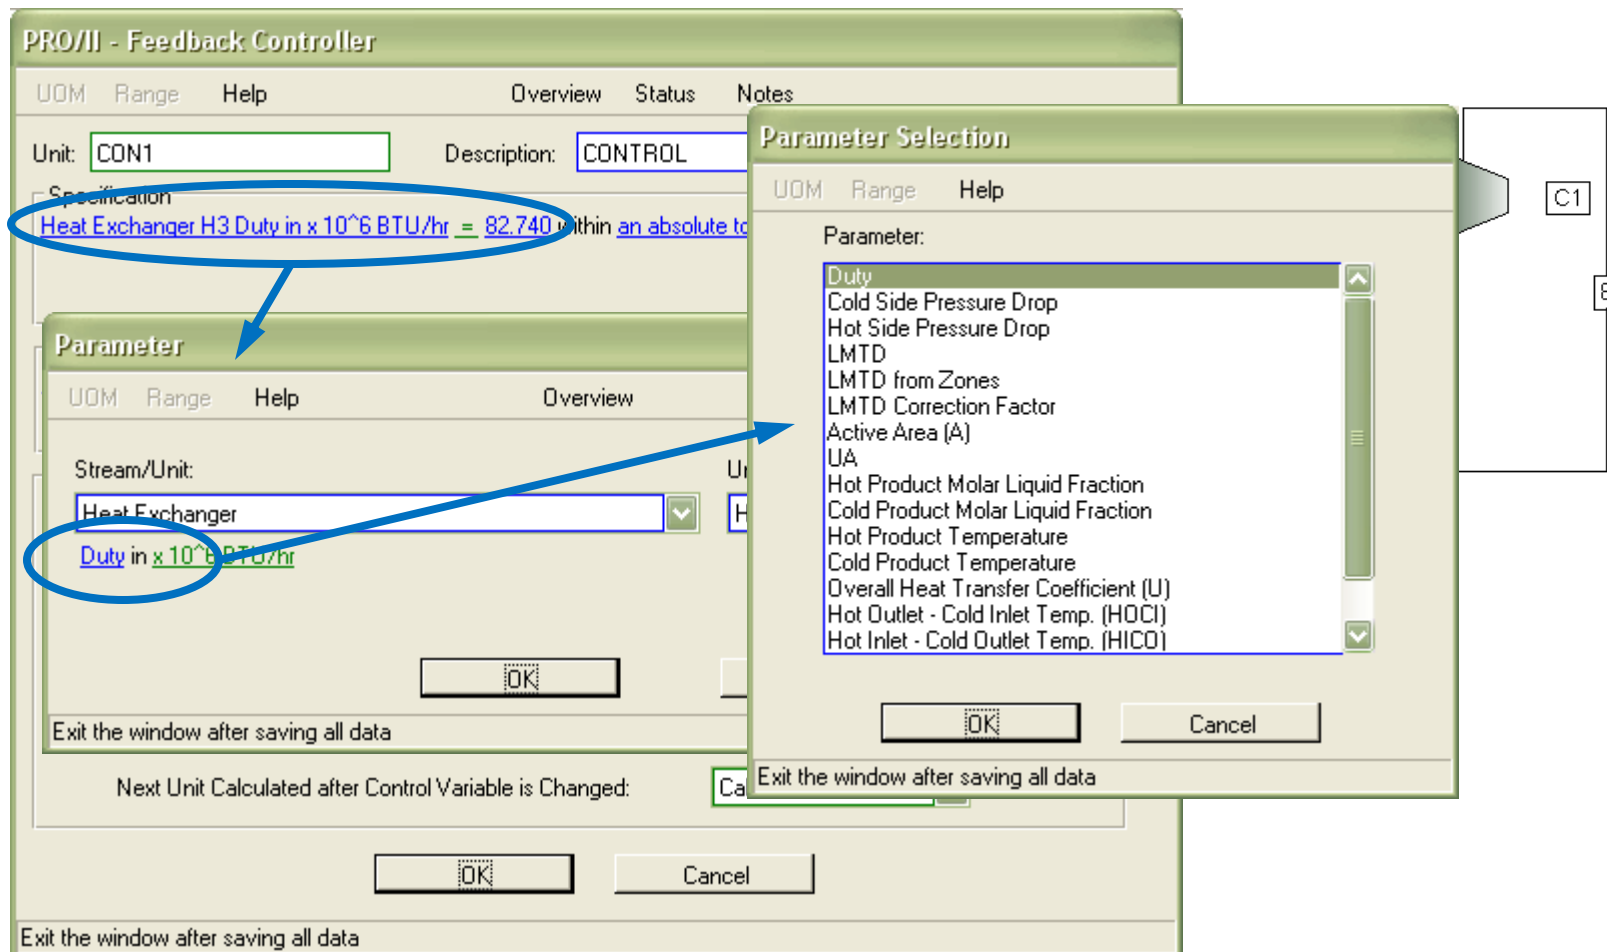 PRO/II - Feedback Controller
UOM Range Help Overview Status Notes
Unit: CON1 Description: CONTROL
Specification
Heat Exchanger H3 Duty in x 10^6 BTU/hr = 82.740 within an absolute to
Parameter
UOM Range Help Overview
Stream/Unit:
Heat Exchanger
Duty in x 10^6 BTU/hr
OK
Exit the window after saving all data
Next Unit Calculated after Control Variable is Changed: Ca
OK Cancel
Exit the window after saving all data
Parameter Selection
UOM Range Help
Parameter:
Duty
Cold Side Pressure Drop
Hot Side Pressure Drop
LMTD
LMTD from Zones
LMTD Correction Factor
Active Area (A)
UA
Hot Product Molar Liquid Fraction
Cold Product Molar Liquid Fraction
Hot Product Temperature
Cold Product Temperature
Overall Heat Transfer Coefficient (U)
Hot Outlet - Cold Inlet Temp. (HOCI)
Hot Inlet - Cold Outlet Temp. (HICO)
OK Cancel
Exit the window after saving all data
C1